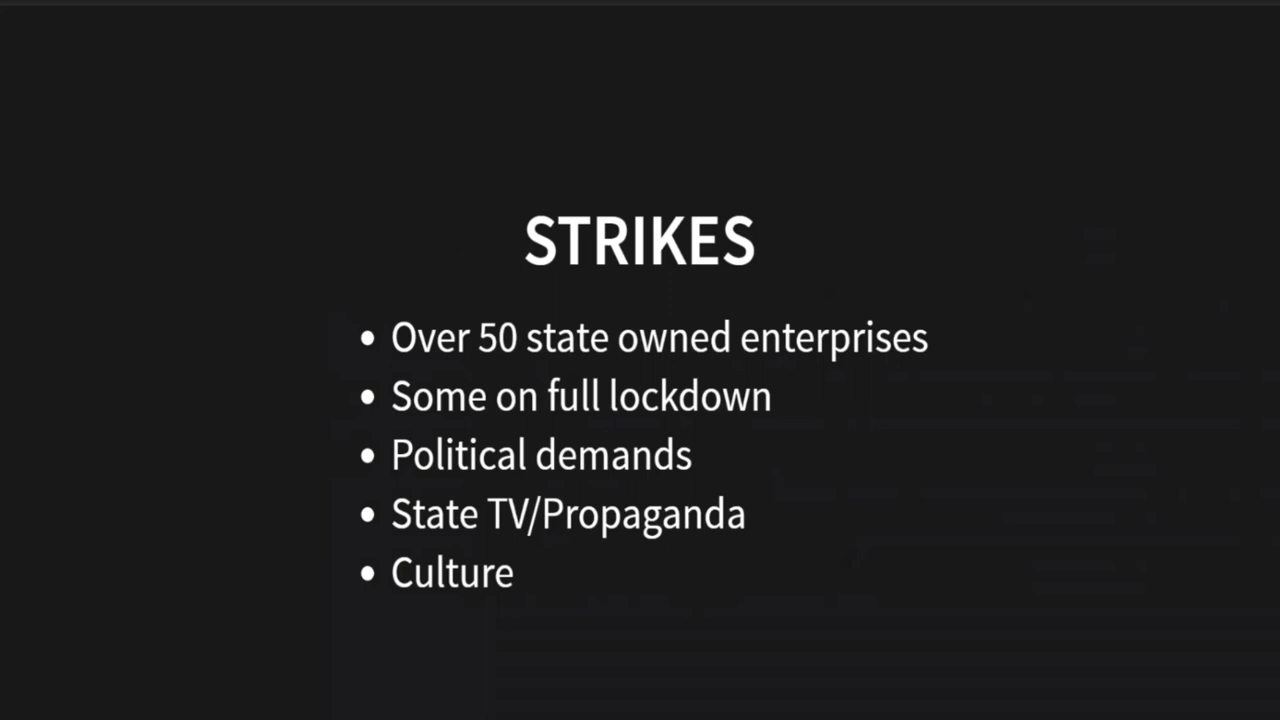 STRIKES
• Over 50 state owned enterprises
• Some on full lockdown
• Political demands
• State TV/Propaganda
• Culture